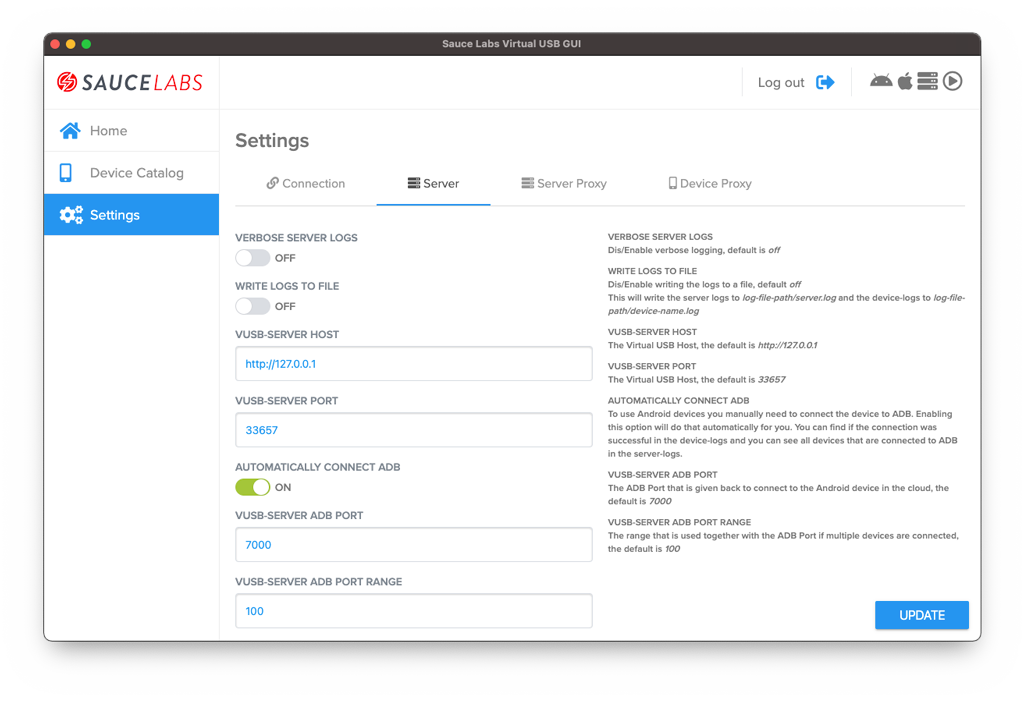 Sauce Labs Virtual USB GUI
SAUCELABS
Log out
Home
Device Catalog
Settings
Settings
Connection
Server
Server Proxy
Device Proxy
VERBOSE SERVER LOGS
OFF
WRITE LOGS TO FILE
OFF
VUSB-SERVER HOST
http://127.0.0.1
VUSB-SERVER PORT
33657
AUTOMATICALLY CONNECT ADB
ON
VUSB-SERVER ADB PORT
7000
VUSB-SERVER ADB PORT RANGE
100
VERBOSE SERVER LOGS
Dis/Enable verbose logging, default is off
WRITE LOGS TO FILE
Dis/Enable writing the logs to a file, default off
This will write the server logs to log-file-path/server.log and the device-logs to log-file-
path/device-name.log
VUSB-SERVER HOST
The Virtual USB Host, the default is http://127.0.0.1
VUSB-SERVER PORT
The Virtual USB Host, the default is 33657
AUTOMATICALLY CONNECT ADB
To use Android devices you manually need to connect the device to ADB. Enabling
this option will do that automatically for you. You can find if the connection was
successful in the device-logs and you can see all devices that are connected to ADB
in the server-logs.
VUSB-SERVER ADB PORT
The ADB Port that is given back to connect to the Android device in the cloud, the
default is 7000
VUSB-SERVER ADB PORT RANGE
The range that is used together with the ADB Port if multiple devices are connected,
the default is 100
UPDATE